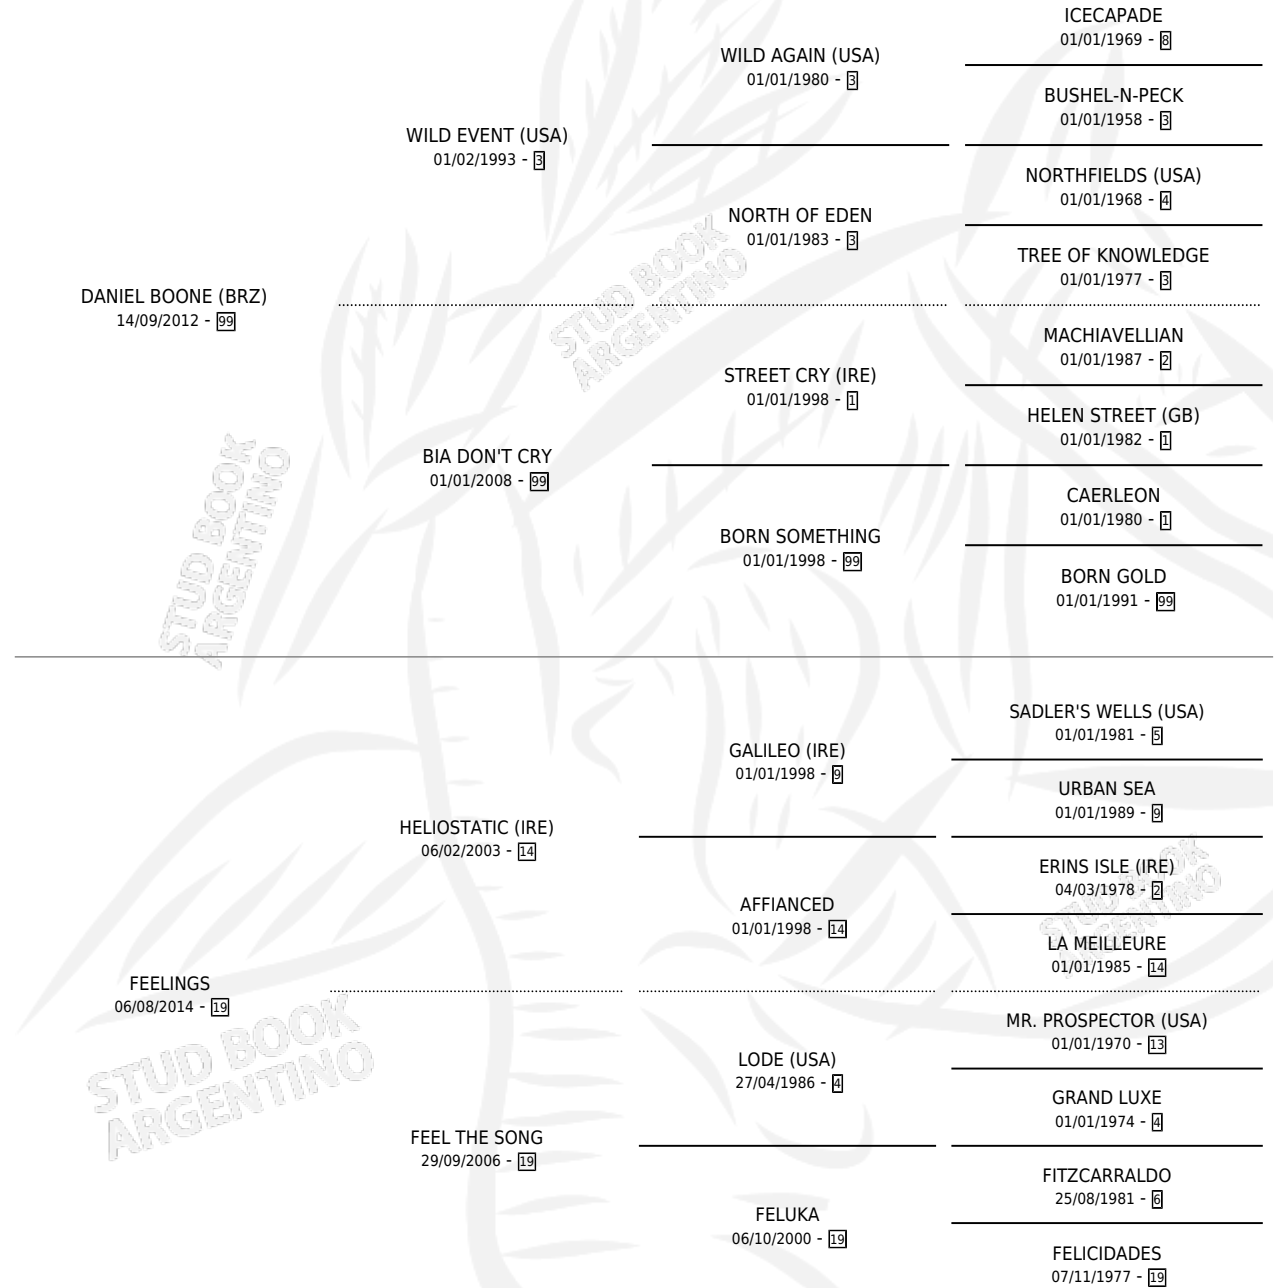 ICECAPADE
01/01/1969 - 8
WILD AGAIN (USA)
01/01/1980 - 3
BUSHEL-N-PECK
01/01/1958 - 3
WILD EVENT (USA)
01/02/1993 - 3
NORTHFIELDS (USA)
01/01/1968 - 4
NORTH OF EDEN
01/01/1983 - 3
TREE OF KNOWLEDGE
01/01/1977 - 3
DANIEL BOONE (BRZ)
14/09/2012 - 99
MACHIAVELLIAN
01/01/1987 - 2
STREET CRY (IRE)
01/01/1998 - 1
HELEN STREET (GB)
01/01/1982 - 1
BIA DON'T CRY
01/01/2008 - 99
CAERLEON
01/01/1980 - 1
BORN SOMETHING
01/01/1998 - 99
BORN GOLD
01/01/1991 - 99
STUD BOOK
ARGENTINO
STUD BOOK
ARGENTINO
SADLER'S WELLS (USA)
01/01/1981 - 5
GALILEO (IRE)
01/01/1998 - 9
URBAN SEA
01/01/1989 - 9
HELIOSTATIC (IRE)
06/02/2003 - 14
ERINS ISLE (IRE)
04/03/1978 - 2
AFFIANCED
01/01/1998 - 14
LA MEILLEURE
01/01/1985 - 14
FEELINGS
06/08/2014 - 19
MR. PROSPECTOR (USA)
01/01/1970 - 13
LODE (USA)
27/04/1986 - 4
GRAND LUXE
01/01/1974 - 4
FEEL THE SONG
29/09/2006 - 19
FITZCARRALDO
25/08/1981 - 6
FELUKA
06/10/2000 - 19
FELICIDADES
07/11/1977 - 19
STUD BOOK
ARGENTINO
STUD BOOK
ARGENTINO